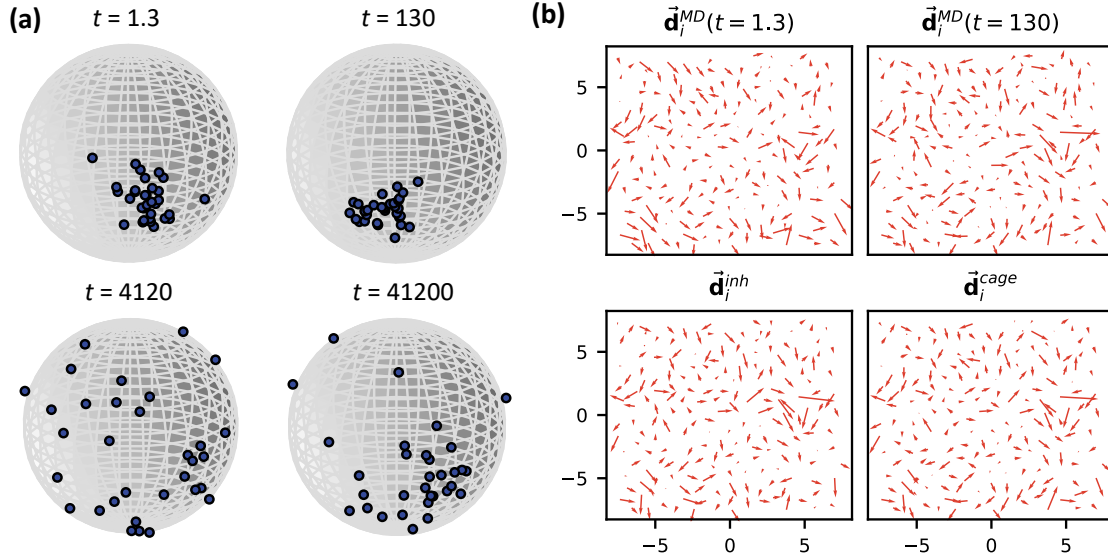 (a)
t = 1.3
t = 130
t = 4120
t = 41200
(b)
d⃗ᵢᴹᴰ(t = 1.3)
d⃗ᵢᴹᴰ(t = 130)
5
0
−5
d⃗ᵢⁱⁿʰ
d⃗ᵢᶜᵃᵍᵉ
5
0
−5
−5 0 5
−5 0 5